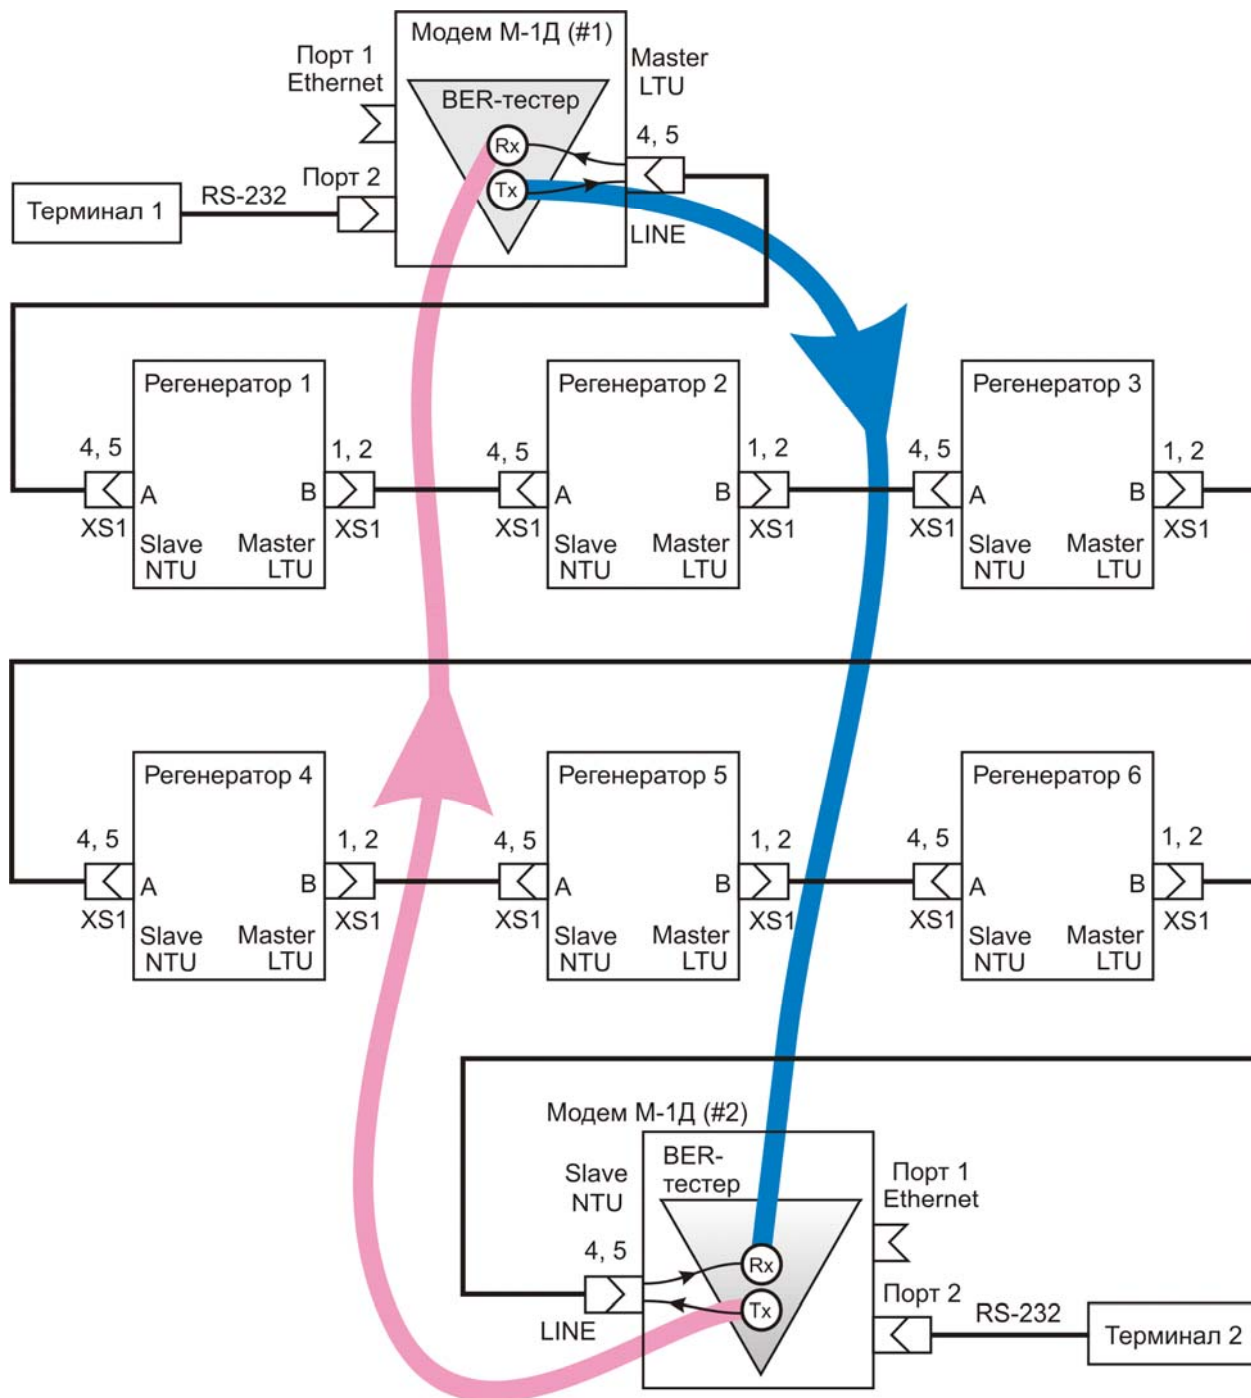 Модем М-1Д (#1)
Порт 1
Ethernet
Master
LTU
BER-тестер
4, 5
Rx
Tx
Порт 2
RS-232
Терминал 1
LINE
Регенератор 1
Регенератор 2
Регенератор 3
4, 5
1, 2
4, 5
1, 2
4, 5
1, 2
A
B
A
B
A
B
XS1
XS1
XS1
XS1
XS1
XS1
Slave
NTU
Master
LTU
Slave
NTU
Master
LTU
Slave
NTU
Master
LTU
Регенератор 4
Регенератор 5
Регенератор 6
4, 5
1, 2
4, 5
1, 2
4, 5
1, 2
A
B
A
B
A
B
XS1
XS1
XS1
XS1
XS1
XS1
Slave
NTU
Master
LTU
Slave
NTU
Master
LTU
Slave
NTU
Master
LTU
Модем М-1Д (#2)
Slave
NTU
BER-
тестер
Порт 1
Ethernet
4, 5
Rx
Tx
Порт 2
RS-232
Терминал 2
LINE